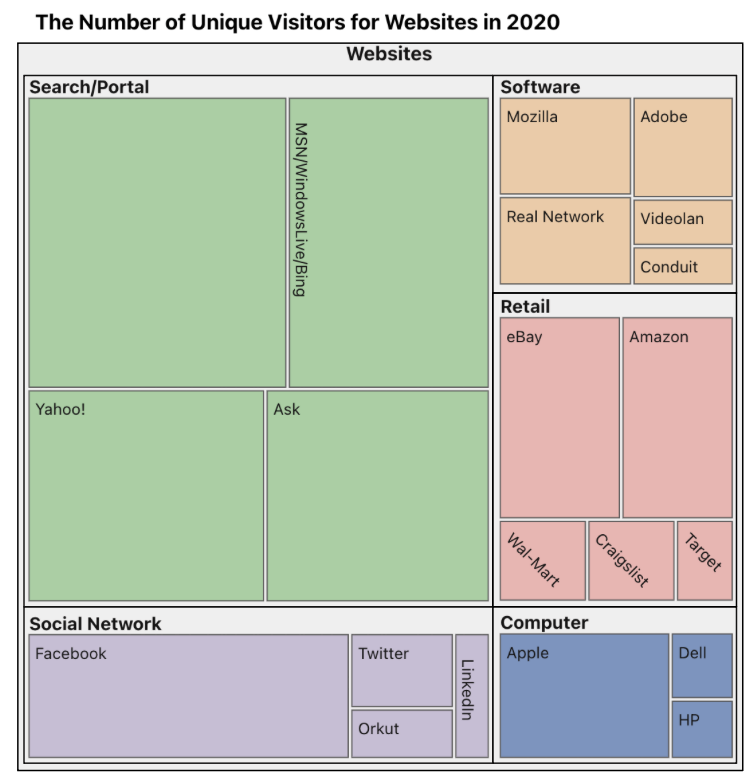 The Number of Unique Visitors for Websites in 2020
Websites
Search/Portal
MSN/WindowsLive/Bing
Yahoo!
Ask
Software
Mozilla
Adobe
Real Network
Videolan
Conduit
Retail
eBay
Amazon
Wal-Mart
Craigslist
Target
Social Network
Facebook
Twitter
LinkedIn
Orkut
Computer
Apple
Dell
HP